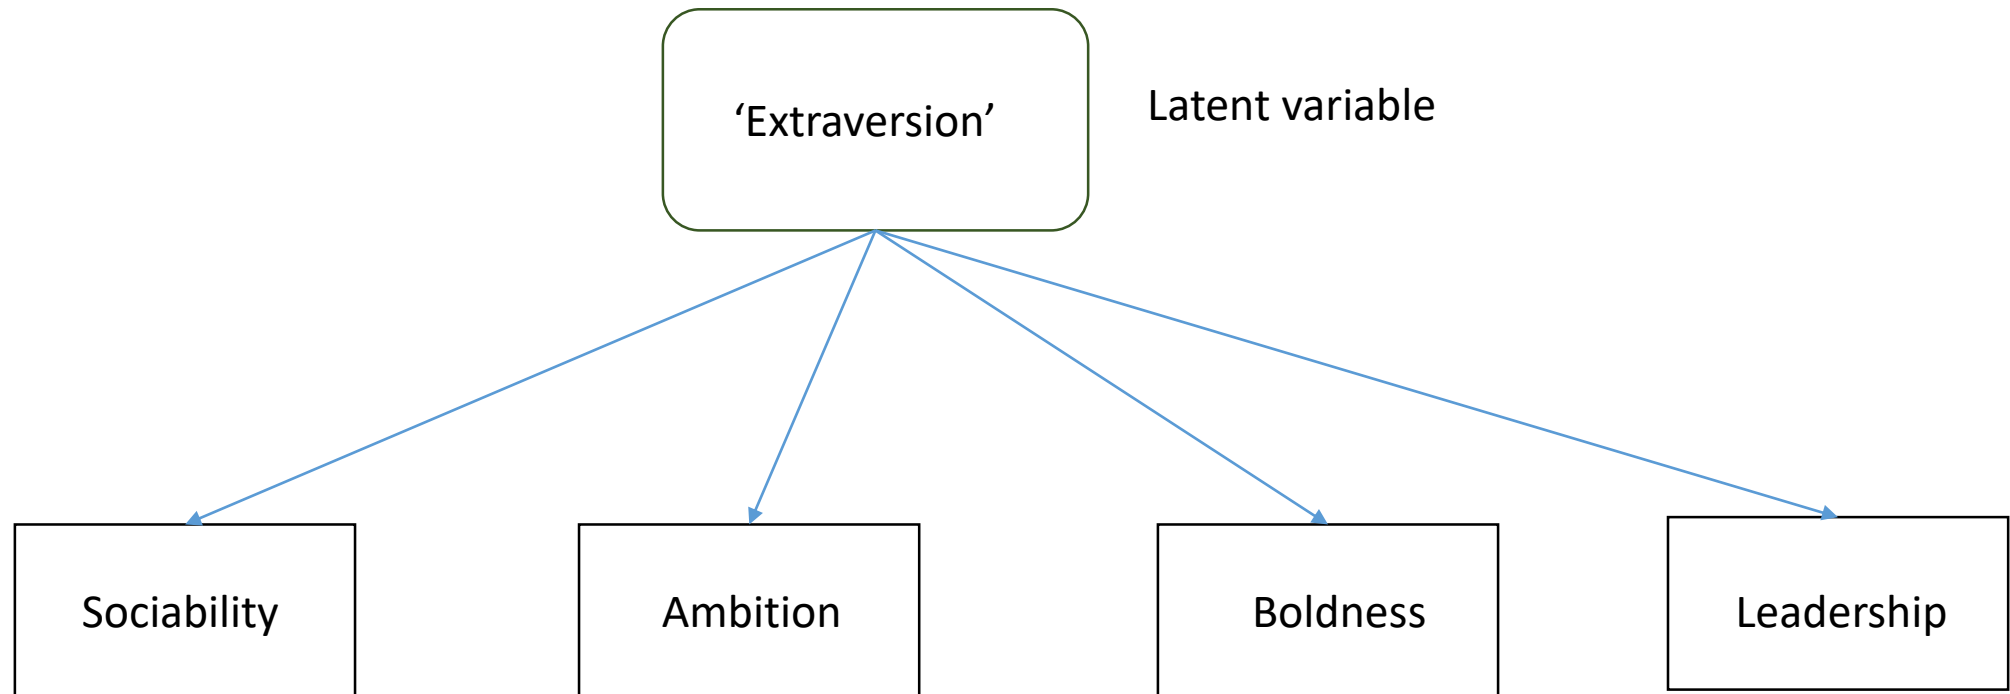 ‘Extraversion’
Latent variable
Sociability
Ambition
Boldness
Leadership